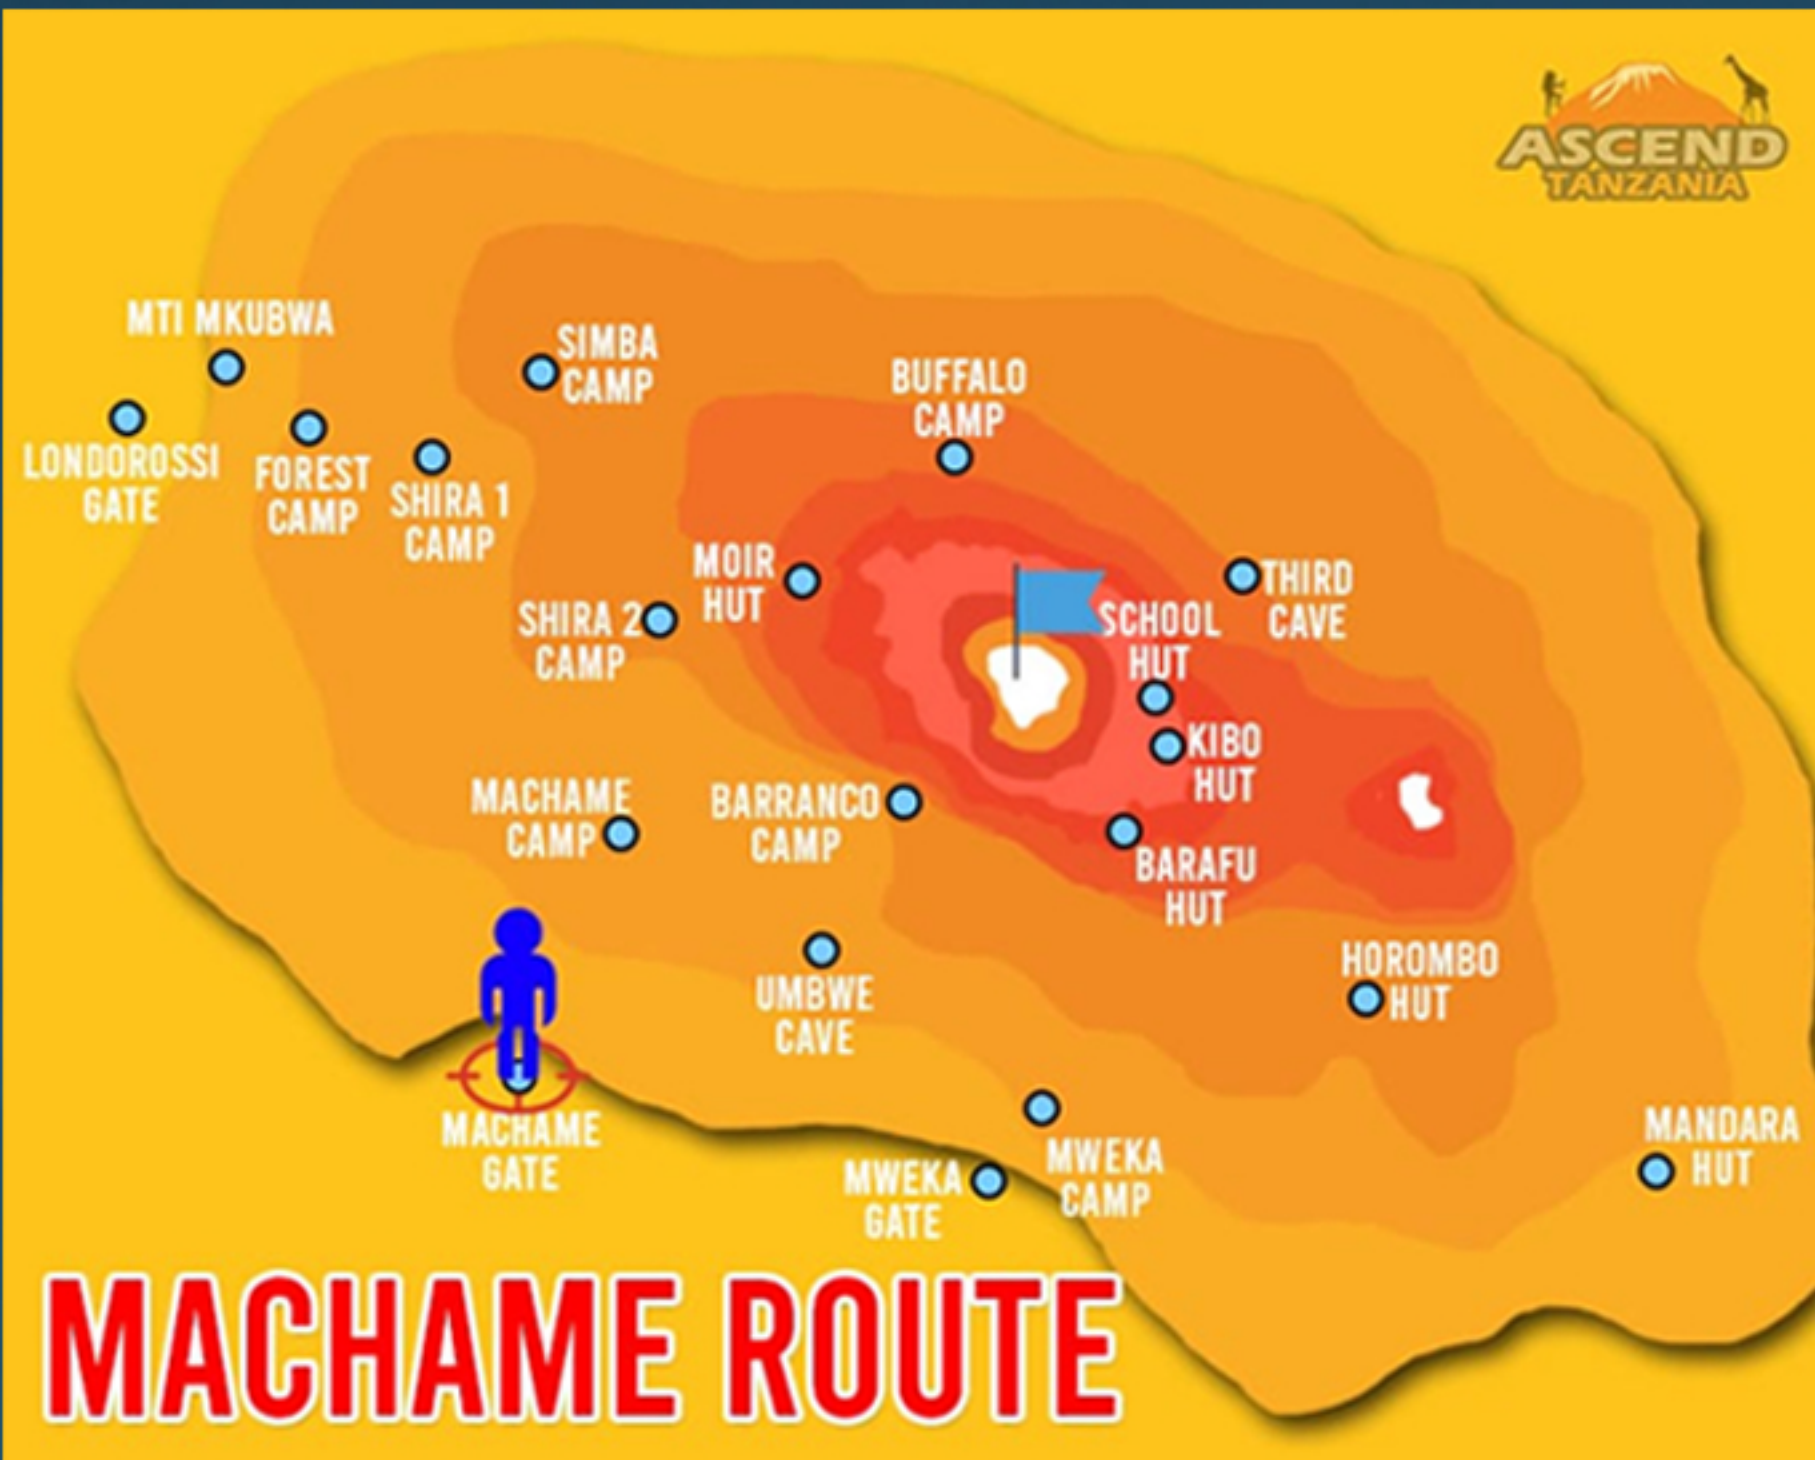 ASCEND
TANZANIA
MTI MKUBWA
SIMBA
CAMP
BUFFALO
CAMP
LONDOROSSI
GATE
FOREST
CAMP
SHIRA 1
CAMP
MOIR
HUT
THIRD
CAVE
SHIRA 2
CAMP
SCHOOL
HUT
KIBO
HUT
MACHAME
CAMP
BARRANCO
CAMP
BARAFU
HUT
HOROMBO
HUT
UMBWE
CAVE
MACHAME
GATE
MWEKA
CAMP
MWEKA
GATE
MANDARA
HUT
MACHAME ROUTE